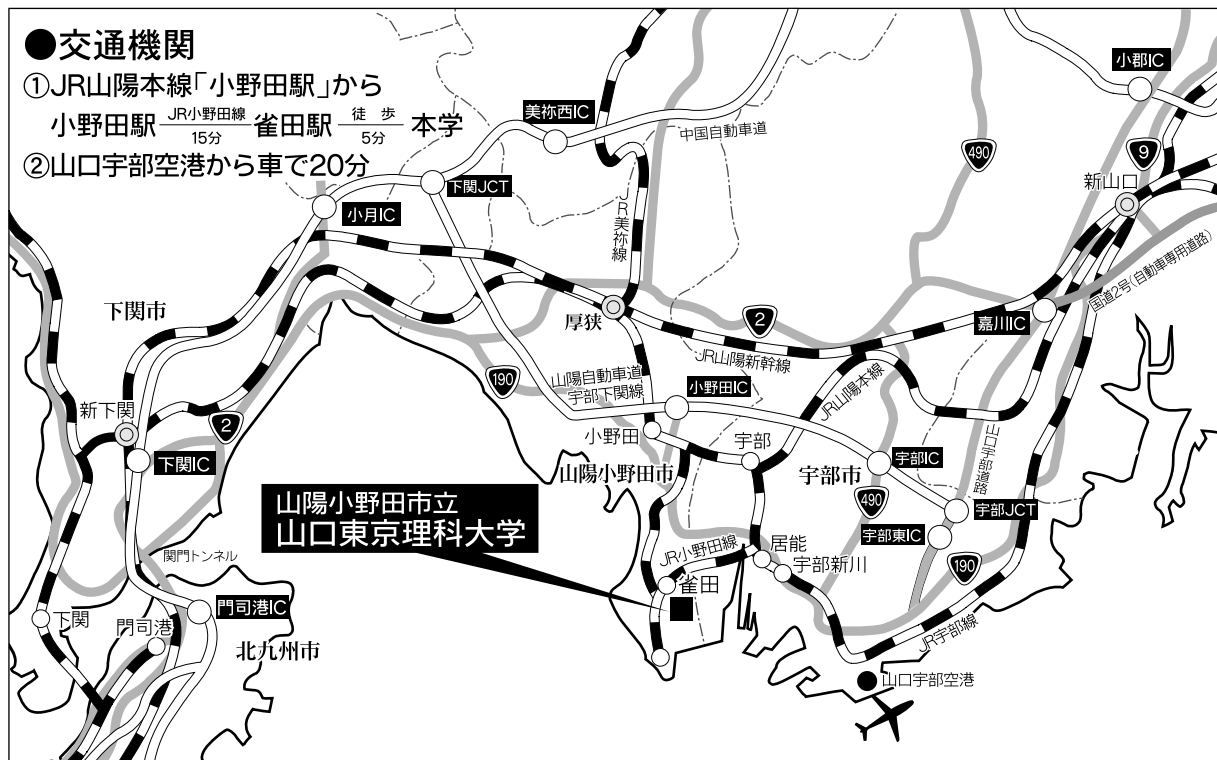 ●交通機関
①JR山陽本線「小野田駅」から
小野田駅 JR小野田線 15分 雀田駅 徒歩 5分 本学
②山口宇部空港から車で20分
小郡IC
美祢西IC
中国自動車道
490
9
新山口
下関JCT
小月IC
JR美祢線
国道2号(自動車専用道路)
下関市
厚狭
2
嘉川IC
JR山陽新幹線
190
山陽自動車道
宇部下関線
小野田IC
JR山陽本線
新下関
2
小野田
宇部
山口宇部道路
下関IC
山陽小野田市
宇部市
宇部IC
490
山陽小野田市立
山口東京理科大学
宇部JCT
宇部東IC
関門トンネル
JR小野田線
居能
宇部新川
190
雀田
下関
門司港IC
門司港
北九州市
JR宇部線
山口宇部空港